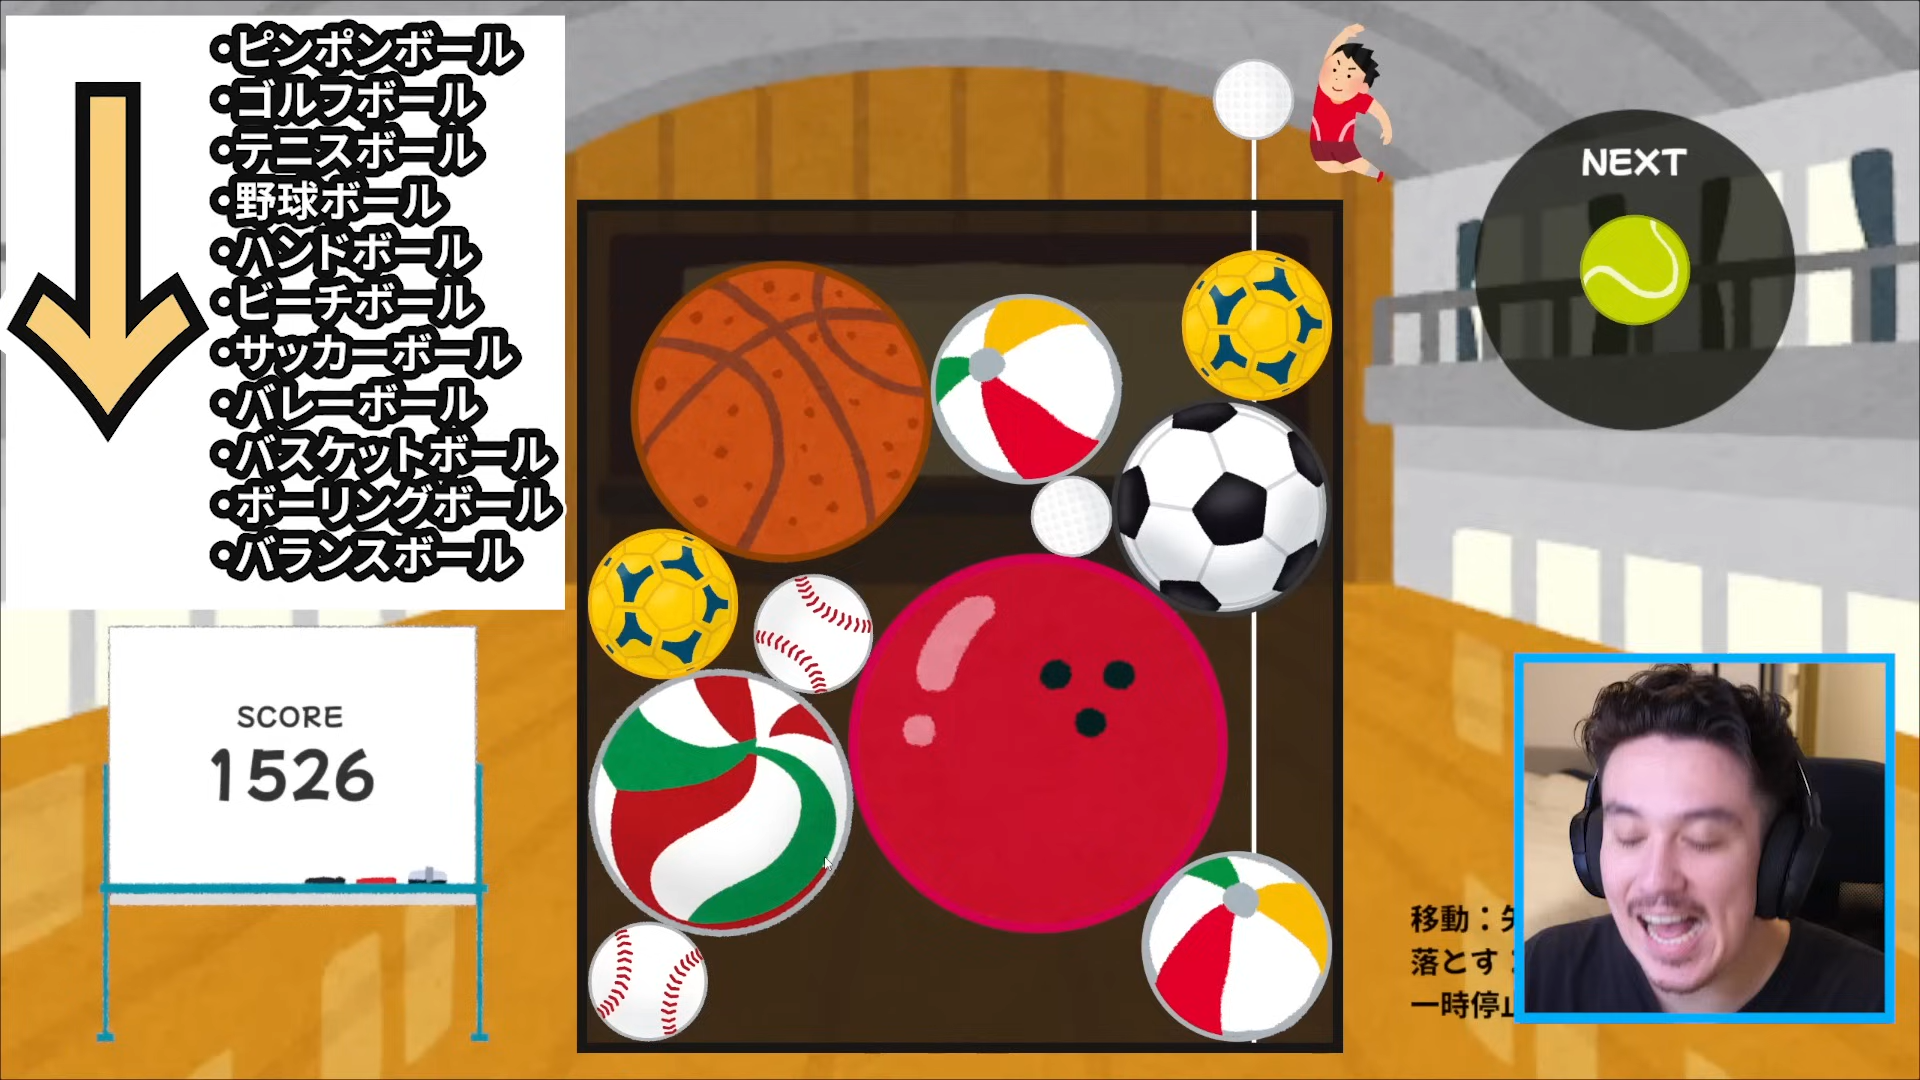 ・ピンポンボール
・ゴルフボール
・テニスボール
・野球ボール
・ハンドボール
・ビーチボール
・サッカーボール
・バレーボール
・バスケットボール
・ボーリングボール
・バランスボール
NEXT
SCORE
1526
移動：
落とす
一時停